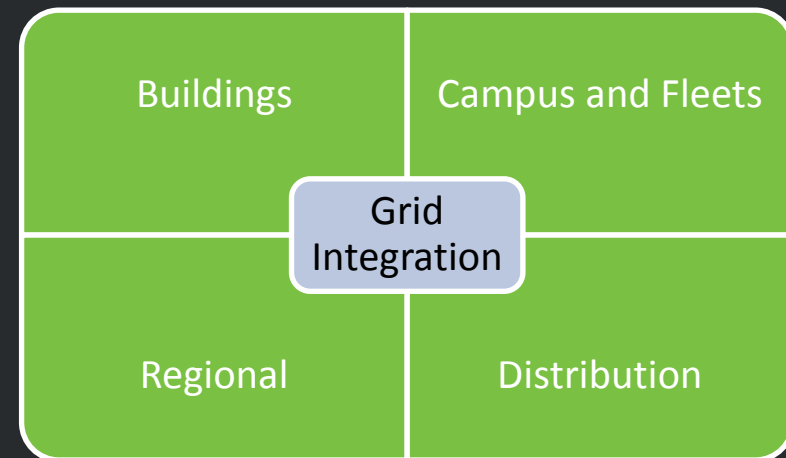 Buildings
Campus and Fleets
Grid
Integration
Regional
Distribution